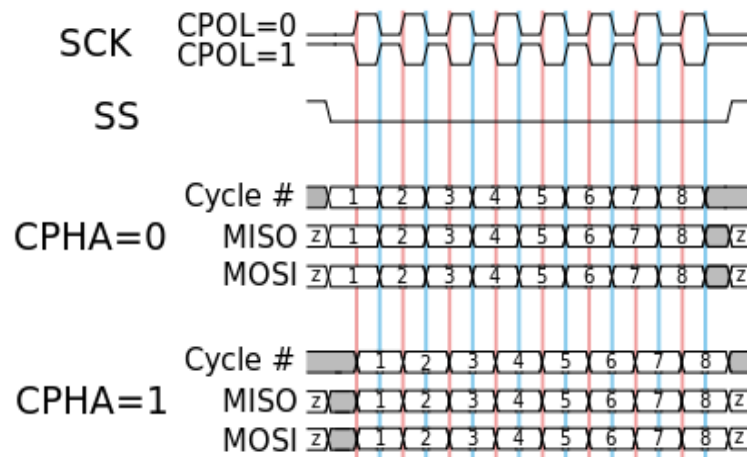 SCK CPOL=0
CPOL=1
SS
Cycle # 1 2 3 4 5 6 7 8
CPHA=0 MISO z 1 2 3 4 5 6 7 8 z
MOSI z 1 2 3 4 5 6 7 8 z
Cycle # 1 2 3 4 5 6 7 8
CPHA=1 MISO z 1 2 3 4 5 6 7 8 z
MOSI z 1 2 3 4 5 6 7 8 z